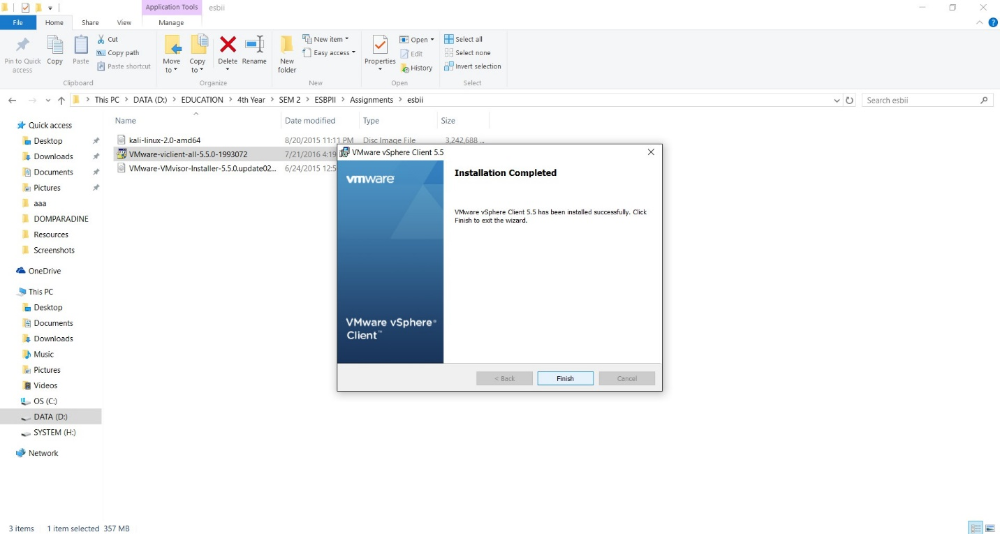 Application Tools esbii
File Home Share View Manage
Pin to Quick access
Copy
Paste
Cut
Copy path
Paste shortcut
Clipboard
Move to
Copy to
Delete
Rename
Organize
New folder
New item
Easy access
New
Properties
Open
Edit
History
Open
Select all
Select none
Invert selection
Select
This PC > DATA (D:) > EDUCATION > 4th Year > SEM 2 > ESBPII > Assignments > esbii
Search esbii
Quick access
Desktop
Downloads
Documents
Pictures
aaa
DOMPARADINE
Resources
Screenshots
OneDrive
This PC
Desktop
Documents
Downloads
Music
Pictures
Videos
OS (C:)
DATA (D:)
SYSTEM (H:)
Network
Name Date modified Type Size
kali-linux-2.0-amd64 8/20/2015 11:11 PM Disc Image File 3,242,688 ...
VMware-viclient-all-5.5.0-1993072 7/21/2016 4:19
VMware-VMvisor-Installer-5.5.0.update02... 6/24/2015 12:5
VMware vSphere Client 5.5
vmware
VMware vSphere®
Client™
Installation Completed
VMware vSphere Client 5.5 has been installed successfully. Click
Finish to exit the wizard.
< Back Finish Cancel
3 items 1 item selected 357 MB